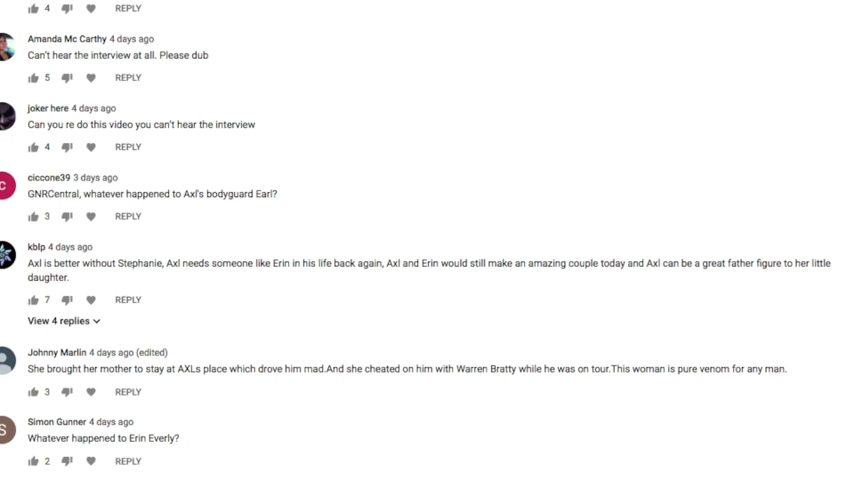 4 REPLY
Amanda Mc Carthy 4 days ago
Can't hear the interview at all. Please dub
5 REPLY
joker here 4 days ago
Can you re do this video you can't hear the interview
4 REPLY
C
ciccone39 3 days ago
GNRCentral, whatever happened to Axl's bodyguard Earl?
3 REPLY
kblp 4 days ago
Axl is better without Stephanie, Axl needs someone like Erin in his life back again, Axl and Erin would still make an amazing couple today and Axl can be a great father figure to her little
daughter.
7 REPLY
View 4 replies
Johnny Marlin 4 days ago (edited)
She brought her mother to stay at AXLs place which drove him mad.And she cheated on him with Warren Bratty while he was on tour.This woman is pure venom for any man.
3 REPLY
S
Simon Gunner 4 days ago
Whatever happened to Erin Everly?
2 REPLY